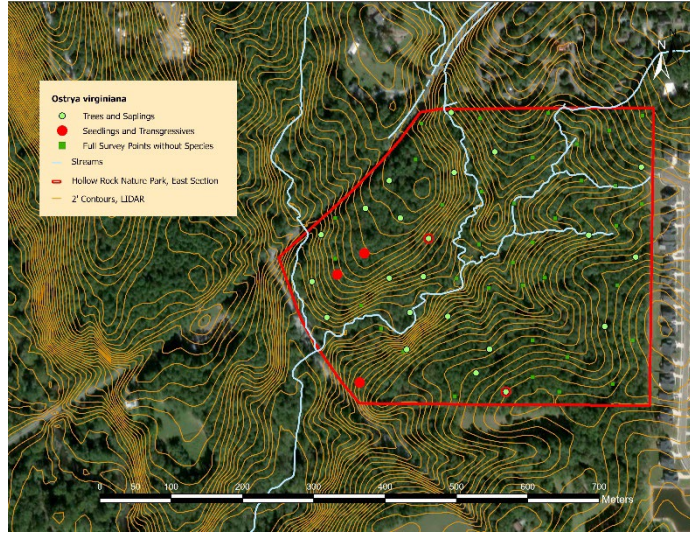 Ostrya virginiana
Trees and Saplings
Seedlings and Transgressives
Full Survey Points without Species
Streams
Hollow Rock Nature Park, East Section
2' Contours, LIDAR
N
0 50 100 200 300 400 500 600 700
Meters